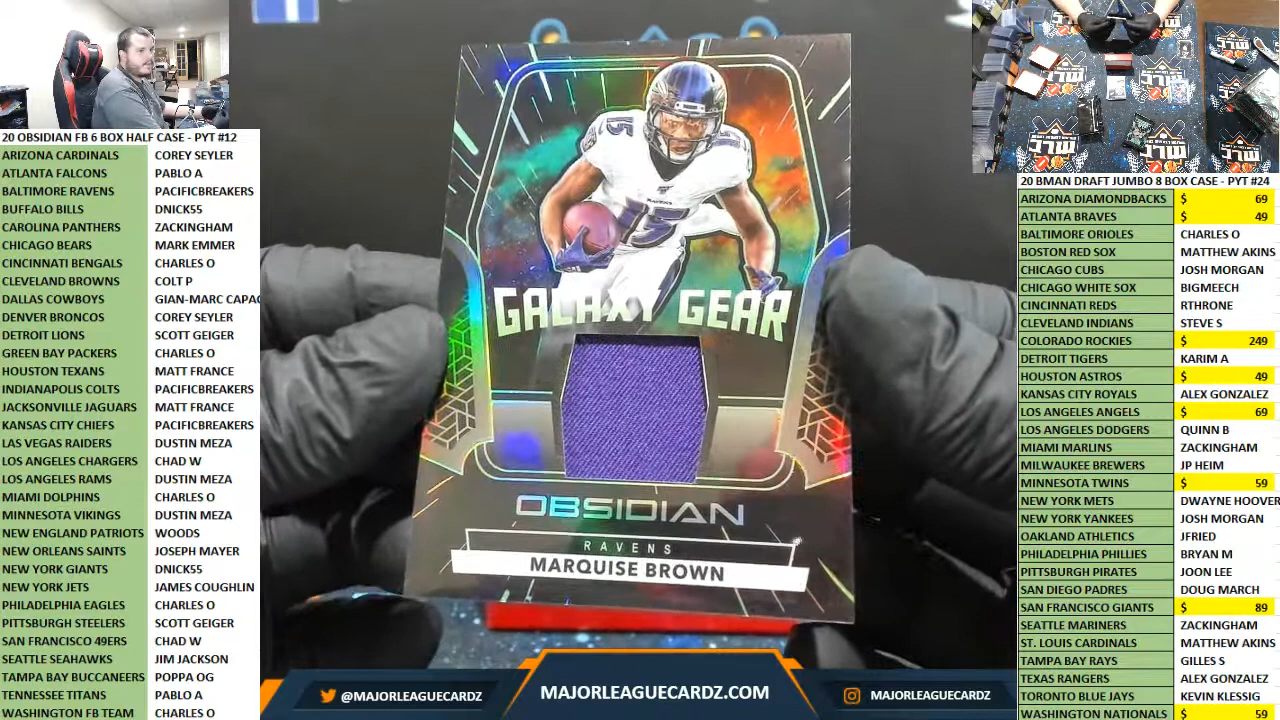 20 OBSIDIAN FB 6 BOX HALF CASE - PYT #12
ARIZONA CARDINALS COREY SEYLER
ATLANTA FALCONS PABLO A
BALTIMORE RAVENS PACIFICBREAKERS
BUFFALO BILLS DNICK55
CAROLINA PANTHERS ZACKINGHAM
CHICAGO BEARS MARK EMMER
CINCINNATI BENGALS CHARLES O
CLEVELAND BROWNS COLT P
DALLAS COWBOYS GIAN-MARC CAPAC
DENVER BRONCOS COREY SEYLER
DETROIT LIONS SCOTT GEIGER
GREEN BAY PACKERS CHARLES O
HOUSTON TEXANS MATT FRANCE
INDIANAPOLIS COLTS PACIFICBREAKERS
JACKSONVILLE JAGUARS MATT FRANCE
KANSAS CITY CHIEFS PACIFICBREAKERS
LAS VEGAS RAIDERS DUSTIN MEZA
LOS ANGELES CHARGERS CHAD W
LOS ANGELES RAMS DUSTIN MEZA
MIAMI DOLPHINS CHARLES O
MINNESOTA VIKINGS DUSTIN MEZA
NEW ENGLAND PATRIOTS WOODS
NEW ORLEANS SAINTS JOSEPH MAYER
NEW YORK GIANTS DNICK55
NEW YORK JETS JAMES COUGHLIN
PHILADELPHIA EAGLES CHARLES O
PITTSBURGH STEELERS SCOTT GEIGER
SAN FRANCISCO 49ERS CHAD W
SEATTLE SEAHAWKS JIM JACKSON
TAMPA BAY BUCCANEERS POPPA OG
TENNESSEE TITANS PABLO A
WASHINGTON FB TEAM CHARLES O
15
RAVENS
15
GALAXY GEAR
OBSIDIAN
RAVENS
MARQUISE BROWN
@MAJORLEAGUECARDZ
MAJORLEAGUECARDZ.COM
MAJORLEAGUECARDZ
20 BMAN DRAFT JUMBO 8 BOX CASE - PYT #24
ARIZONA DIAMONDBACKS $ 69
ATLANTA BRAVES $ 49
BALTIMORE ORIOLES CHARLES O
BOSTON RED SOX MATTHEW AKINS
CHICAGO CUBS JOSH MORGAN
CHICAGO WHITE SOX BIGMEECH
CINCINNATI REDS RTHRONE
CLEVELAND INDIANS STEVE S
COLORADO ROCKIES $ 249
DETROIT TIGERS KARIM A
HOUSTON ASTROS $ 49
KANSAS CITY ROYALS ALEX GONZALEZ
LOS ANGELES ANGELS $ 69
LOS ANGELES DODGERS QUINN B
MIAMI MARLINS ZACKINGHAM
MILWAUKEE BREWERS JP HEIM
MINNESOTA TWINS $ 59
NEW YORK METS DWAYNE HOOVER
NEW YORK YANKEES JOSH MORGAN
OAKLAND ATHLETICS JFRIED
PHILADELPHIA PHILLIES BRYAN M
PITTSBURGH PIRATES JOON LEE
SAN DIEGO PADRES DOUG MARCH
SAN FRANCISCO GIANTS $ 89
SEATTLE MARINERS ZACKINGHAM
ST. LOUIS CARDINALS MATTHEW AKINS
TAMPA BAY RAYS GILLES S
TEXAS RANGERS ALEX GONZALEZ
TORONTO BLUE JAYS KEVIN KLESSIG
WASHINGTON NATIONALS $ 59